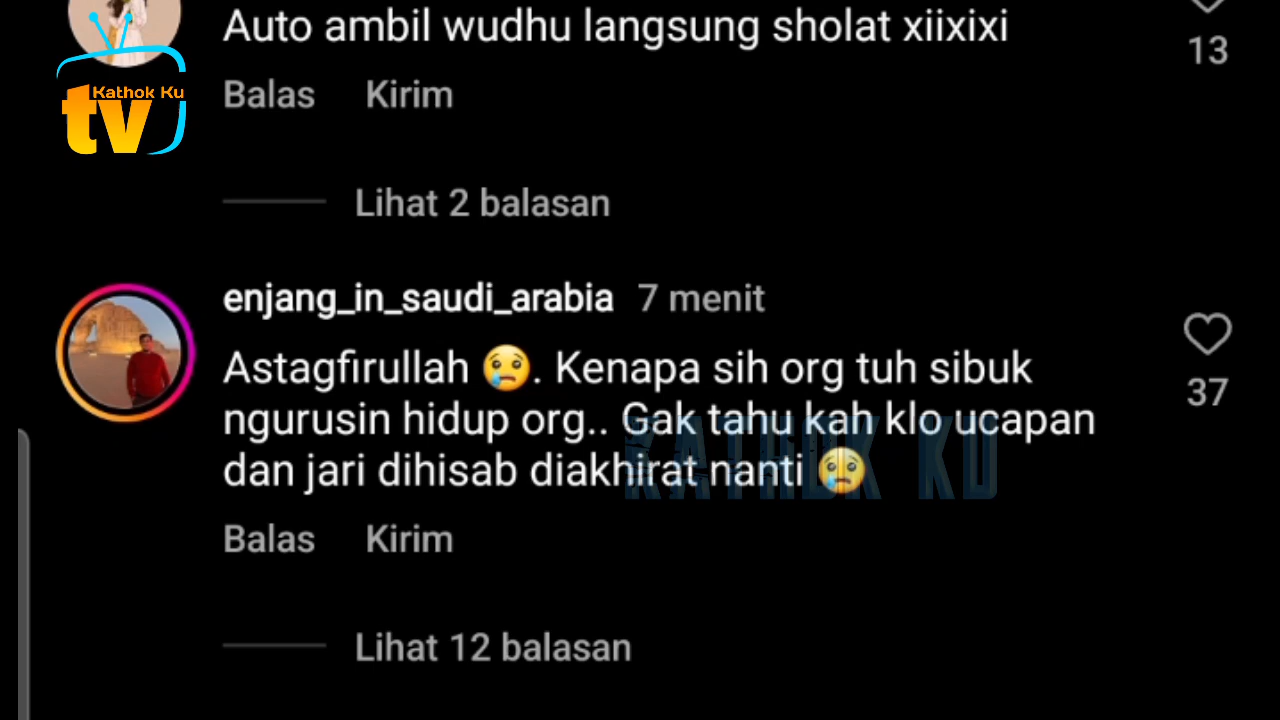 Auto ambil wudhu langsung sholat xiixixi
13
Kathok Ku
tv
Balas Kirim
Lihat 2 balasan
enjang_in_saudi_arabia 7 menit
Astagfirullah 😢. Kenapa sih org tuh sibuk
ngurusin hidup org.. Gak tahu kah klo ucapan
dan jari dihisab diakhirat nanti 😢
37
KATHOK KU
Balas Kirim
Lihat 12 balasan